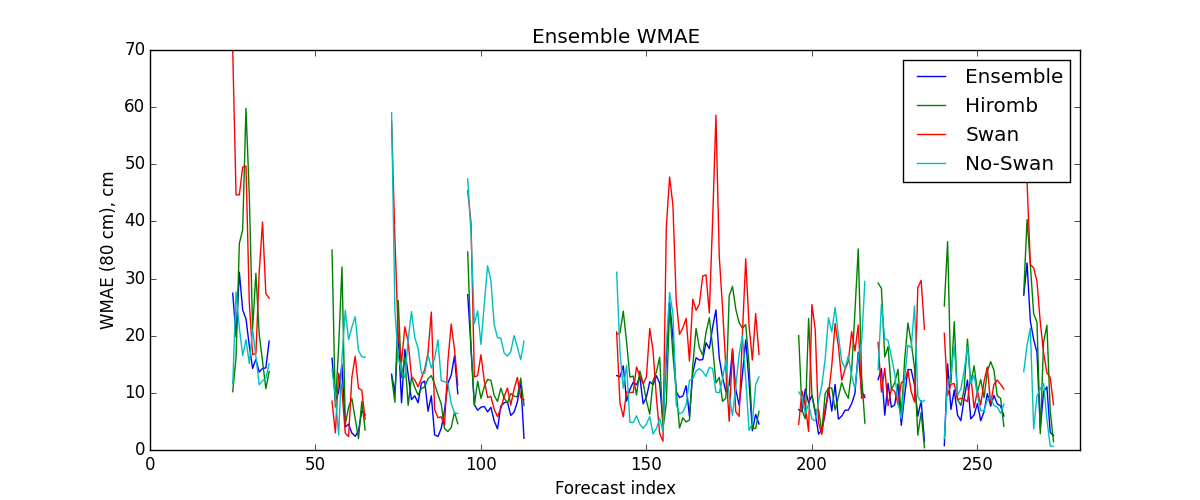 Ensemble WMAE
WMAE (80 cm), cm
70
60
50
40
30
20
10
0
Ensemble
Hiromb
Swan
No-Swan
0 50 100 150 200 250
Forecast index